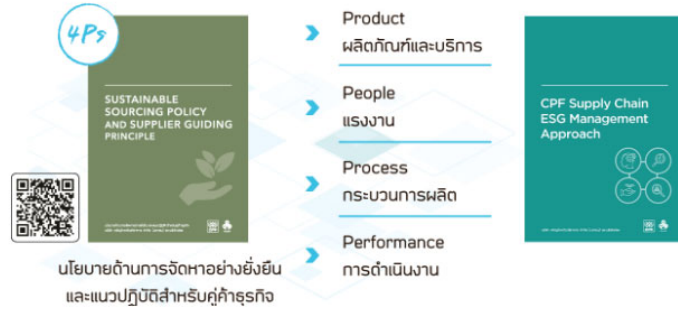 4Ps
SUSTAINABLE
SOURCING POLICY
AND SUPPLIER GUIDING
PRINCIPLE
นโยบายด้านการจัดหาอย่างยั่งยืน
และแนวปฏิบัติสำหรับคู่ค้าธุรกิจ
Product
ผลิตภัณฑ์และบริการ
People
แรงงาน
Process
กระบวนการผลิต
Performance
การดำเนินงาน
CPF Supply Chain
ESG Management
Approach